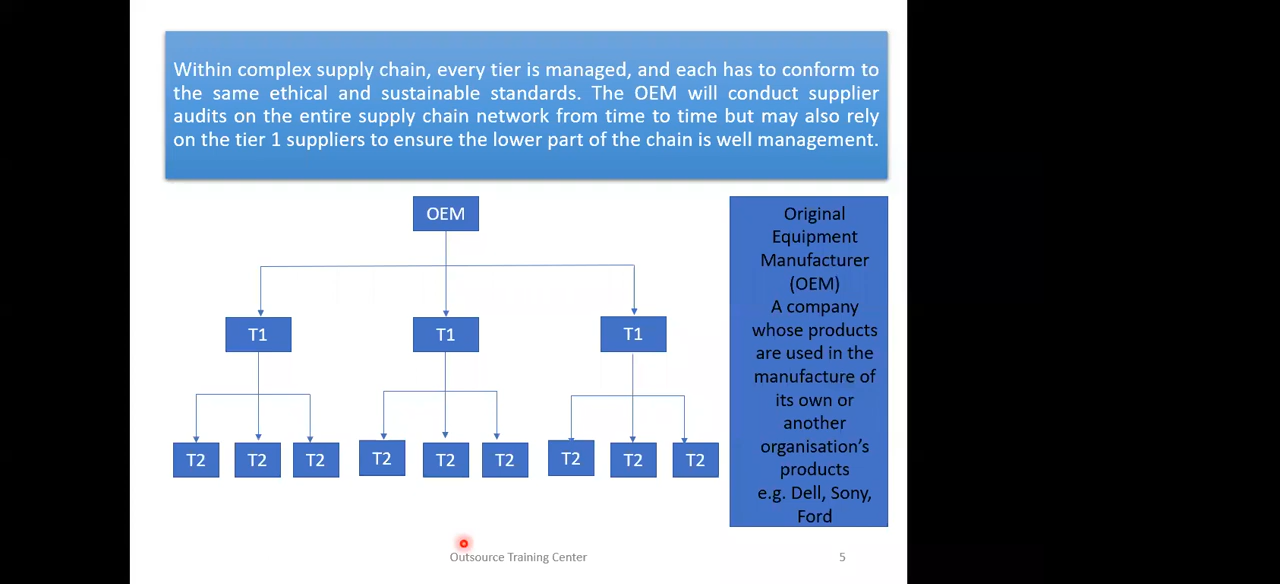 Within complex supply chain, every tier is managed, and each has to conform to
the same ethical and sustainable standards. The OEM will conduct supplier
audits on the entire supply chain network from time to time but may also rely
on the tier 1 suppliers to ensure the lower part of the chain is well management.
OEM
T1
T1
T1
T2
T2
T2
T2
T2
T2
T2
T2
T2
Original
Equipment
Manufacturer
(OEM)
A company
whose products
are used in the
manufacture of
its own or
another
organisation's
products
e.g. Dell, Sony,
Ford
Outsource Training Center
5